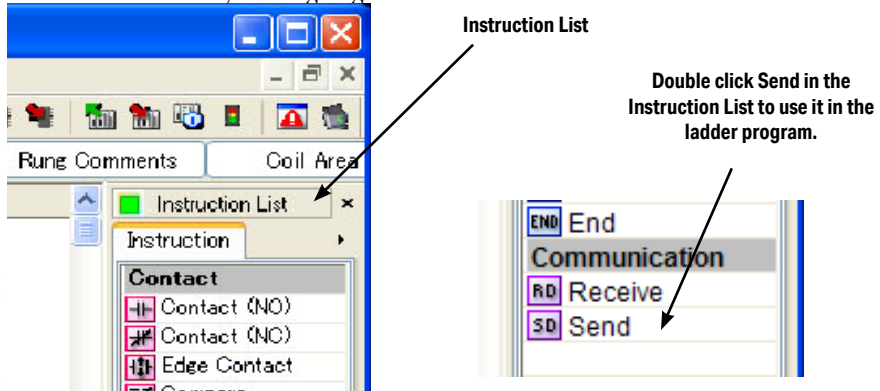 Instruction List
Double click Send in the
Instruction List to use it in the
ladder program.
Rung Comments
Coil Area
Instruction List
Instruction
Contact
Contact (NO)
Contact (NC)
Edge Contact
END End
Communication
RD Receive
SD Send